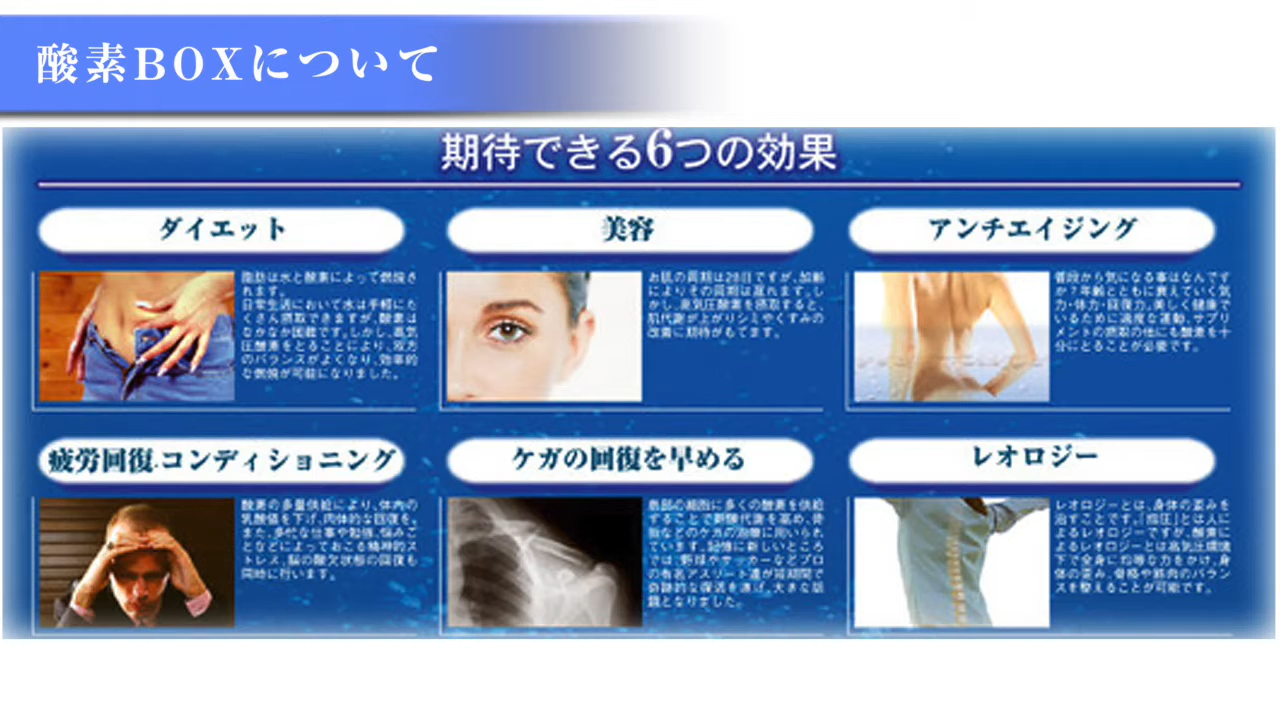 酸素BOXについて
期待できる6つの効果
ダイエット
脂肪は水と酸素によって燃焼さ
れます。
日常生活において水は手軽にた
くさん摂取できますが、酸素は
なかなか困難です。しかし、高気
圧酸素をとることにより、双方
のバランスがよくなり、効率的
な燃焼が可能になりました。
美容
お肌の周期は28日ですが、加齢
によりその周期は遅れます。し
かし、高気圧酸素を摂取すると、
肌代謝が上がりシミやくすみの
改善に期待がもてます。
アンチエイジング
普段から気になる事はなんです
か?年齢とともに衰えていく気
力・体力・回復力。美しく健康で
いるために適度な運動、サプリ
メントの摂取の他にも酸素を十
分にとることが必要です。
疲労回復.コンディショニング
酸素の多量供給により、体内の
乳酸値を下げ、肉体的な回復を。
また、多忙な仕事や勉強、悩みご
となどによっておこる精神的ス
トレス、脳の酸欠状態の回復も
同時に行います。
ケガの回復を早める
患部の細胞に多くの酸素を供給
することで新陳代謝を高め、骨
折などのケガの治療に用いられ
ています。記憶に新しいところ
では、野球やサッカーなどプロ
の有名アスリート達が短期間で
奇跡的な復活を遂げ、大きな話
題となりました。
レオロジー
レオロジーとは、身体の歪みを
治すことです。「指圧」とは人に
よるレオロジーですが、酸素に
よるレオロジーとは高気圧環境
下で全身に均等な力をかけ、身
体の歪み、骨格や筋肉のバラン
スを整えることが可能です。